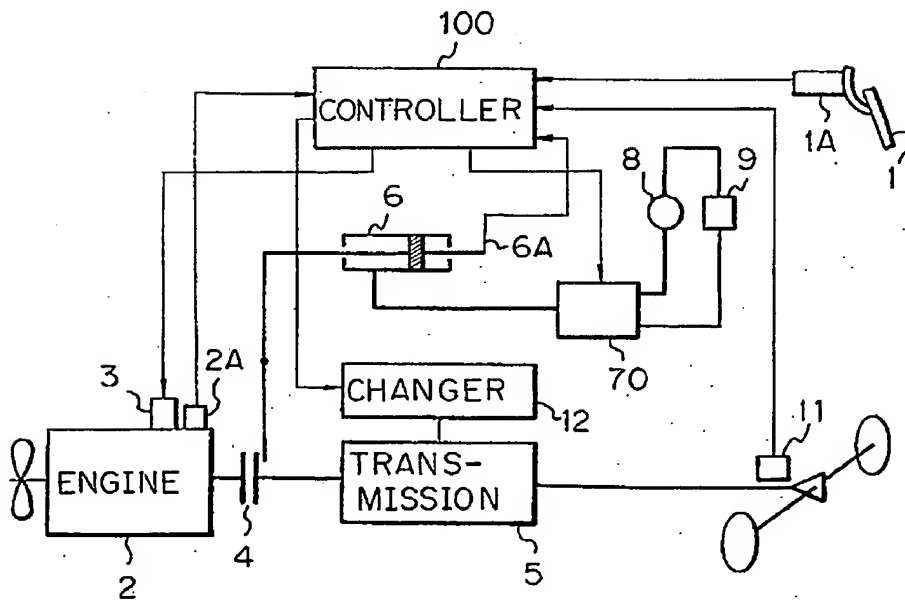 100
CONTROLLER
1A
1
8
9
6
6A
70
3
2A
CHANGER
12
11
ENGINE
TRANS-
MISSION
2
4
5